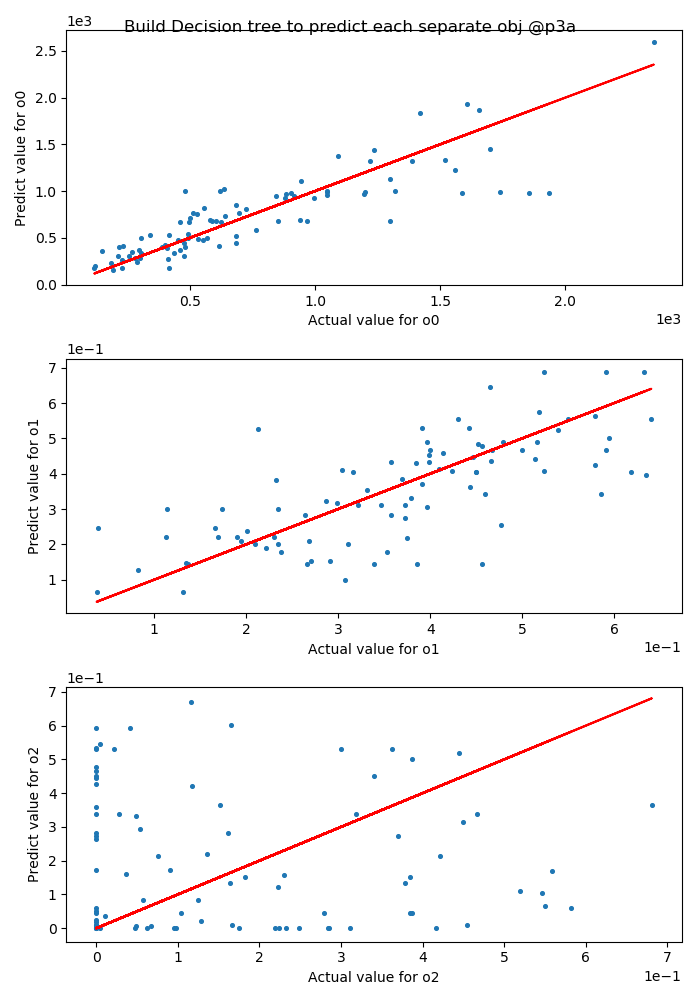 Build Decision tree to predict each separate obj @p3a
1e3
2.5
2.0
1.5
1.0
0.5
0.0
Predict value for o0
0.5 1.0 1.5 2.0
Actual value for o0
1e3
1e−1
7
6
5
4
3
2
1
Predict value for o1
1 2 3 4 5 6
Actual value for o1
1e−1
1e−1
7
6
5
4
3
2
1
0
Predict value for o2
0 1 2 3 4 5 6 7
Actual value for o2
1e−1